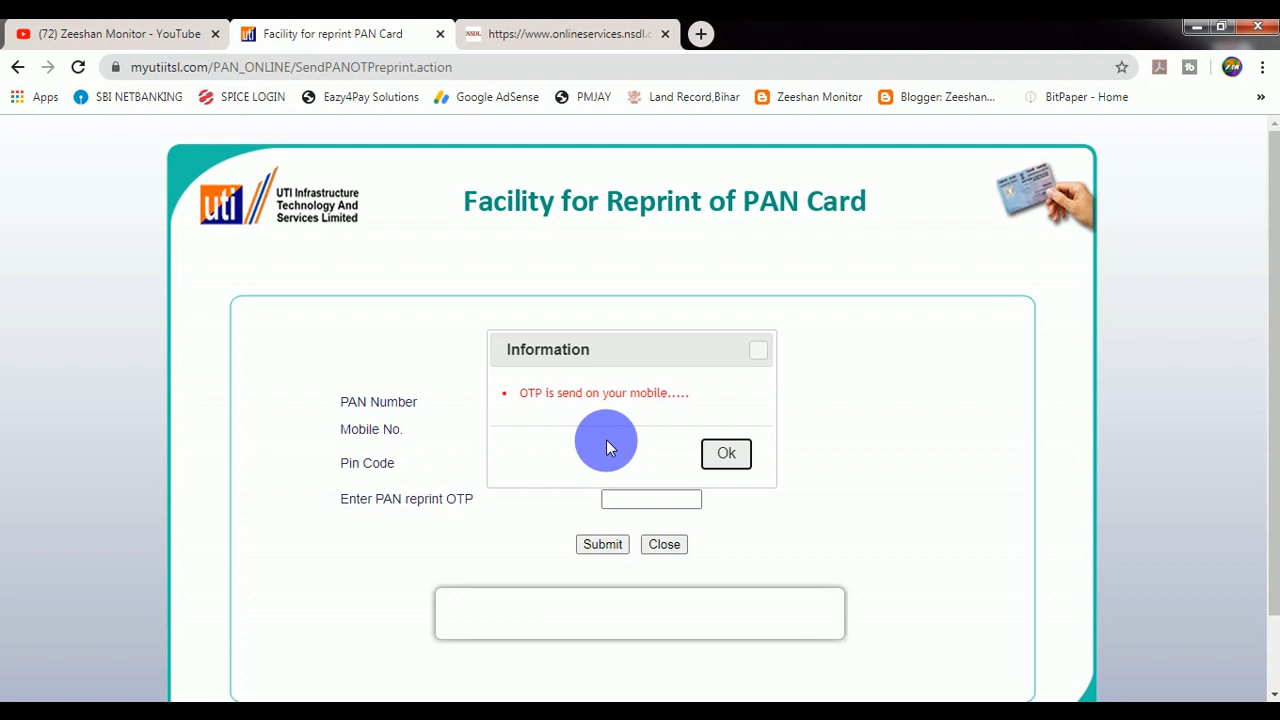 (72) Zeeshan Monitor - YouTube
uti Facility for reprint PAN Card
NSDL https://www.onlineservices.nsdl.c
myutiitsl.com/PAN_ONLINE/SendPANOTPreprint.action
Apps SBI NETBANKING SPICE LOGIN Eazy4Pay Solutions Google AdSense PMJAY Land Record,Bihar Zeeshan Monitor Blogger: Zeeshan... BitPaper - Home »
uti
UTI Infrastructure
Technology And
Services Limited
Facility for Reprint of PAN Card
Information
• OTP is send on your mobile.....
Ok
PAN Number
Mobile No.
Pin Code
Enter PAN reprint OTP
Submit Close